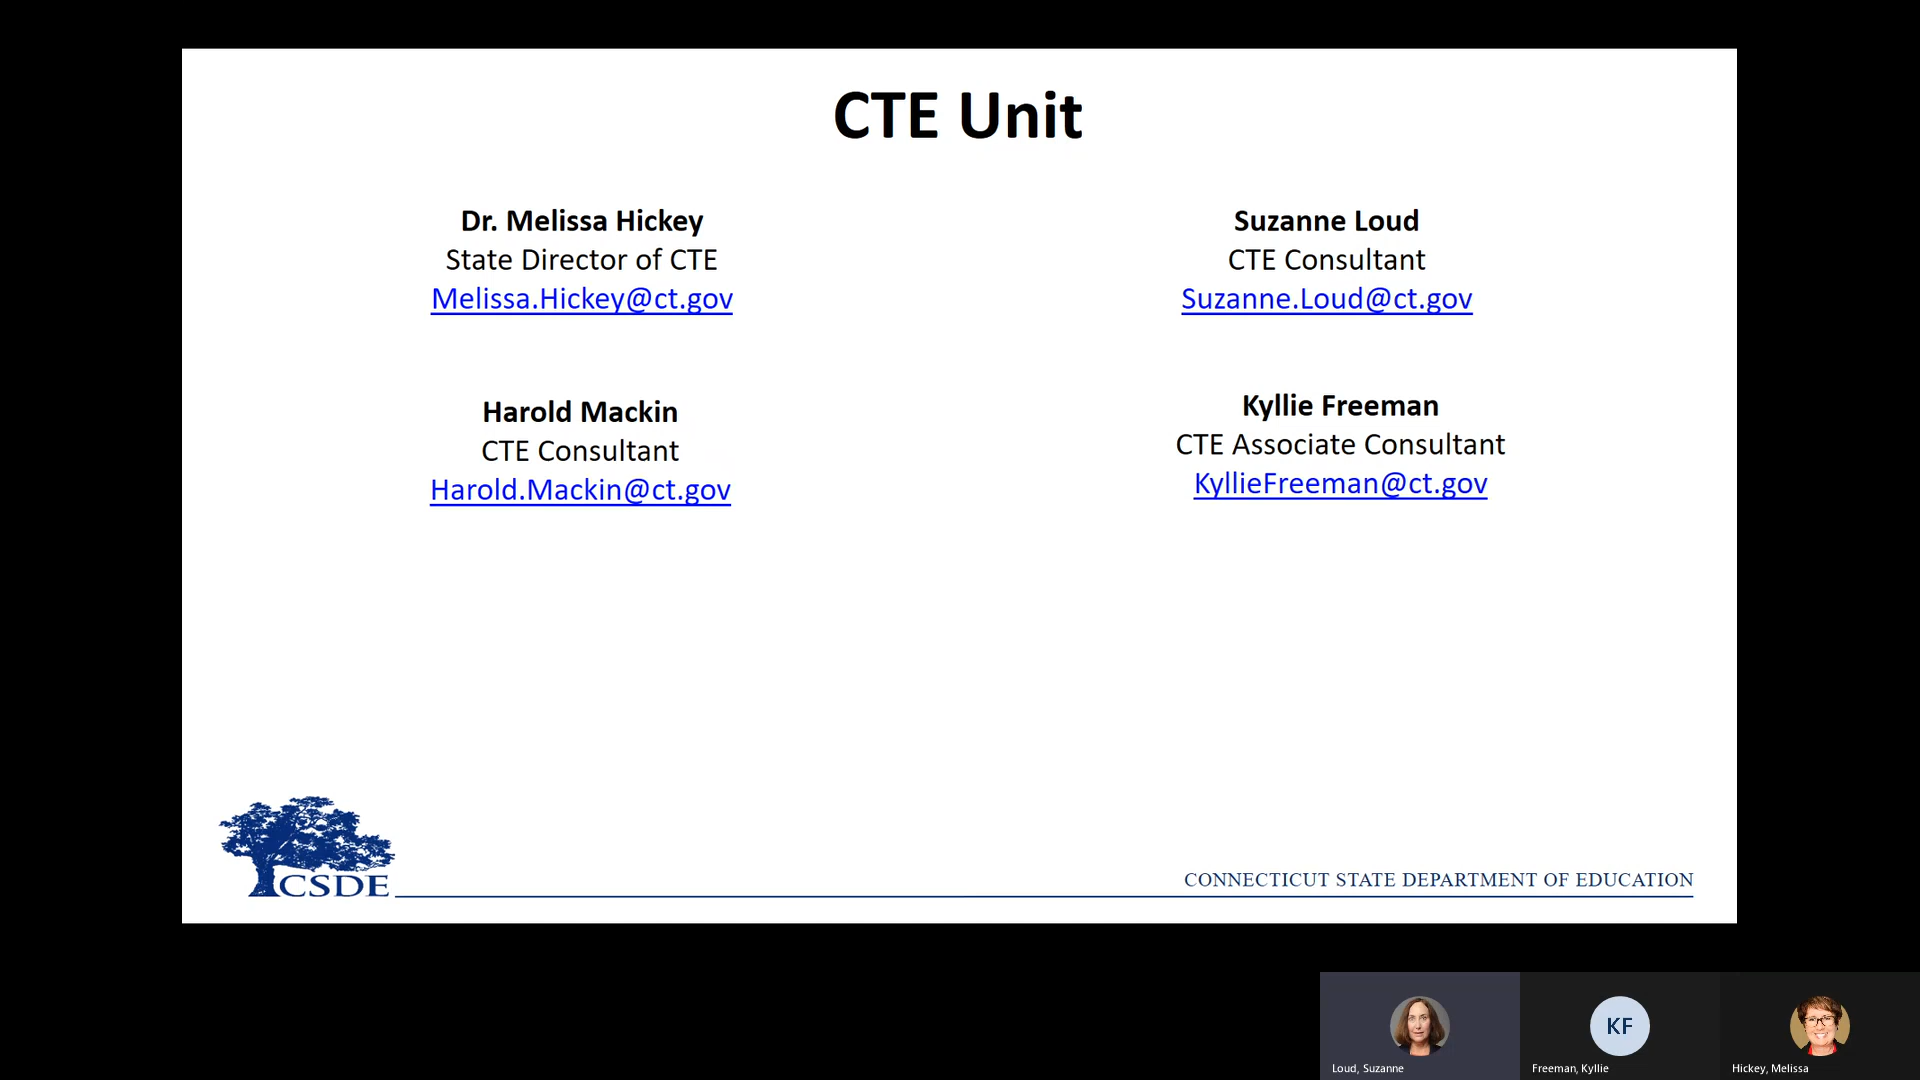 CTE Unit
Dr. Melissa Hickey
State Director of CTE
Melissa.Hickey@ct.gov
Suzanne Loud
CTE Consultant
Suzanne.Loud@ct.gov
Harold Mackin
CTE Consultant
Harold.Mackin@ct.gov
Kyllie Freeman
CTE Associate Consultant
KyllieFreeman@ct.gov
CSDE
CONNECTICUT STATE DEPARTMENT OF EDUCATION
KF
Loud, Suzanne
Freeman, Kyllie
Hickey, Melissa